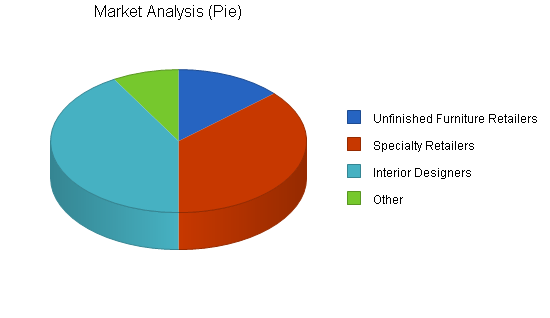 Market Analysis (Pie)
Unfinished Furniture Retailers
Specialty Retailers
Interior Designers
Other